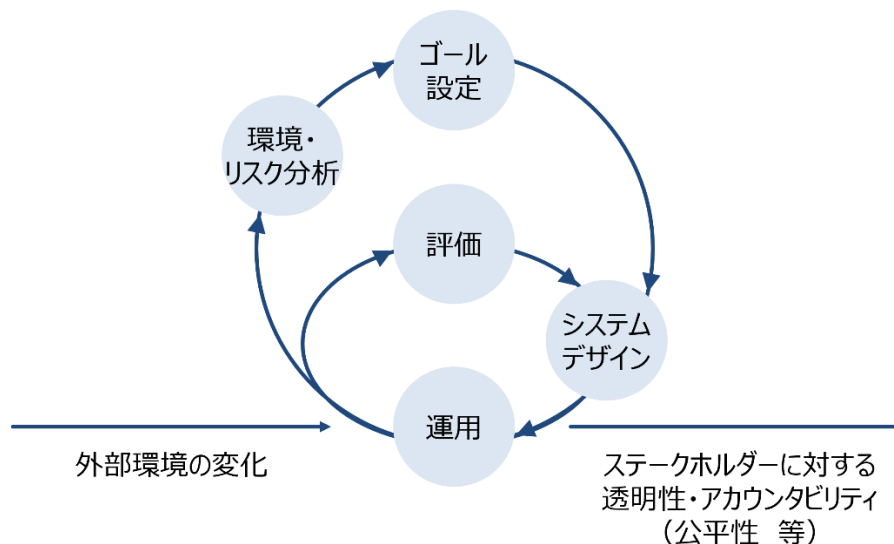 ゴール
設定
環境・
リスク分析
評価
システム
デザイン
運用
外部環境の変化
ステークホルダーに対する
透明性・アカウンタビリティ
（公平性　等）